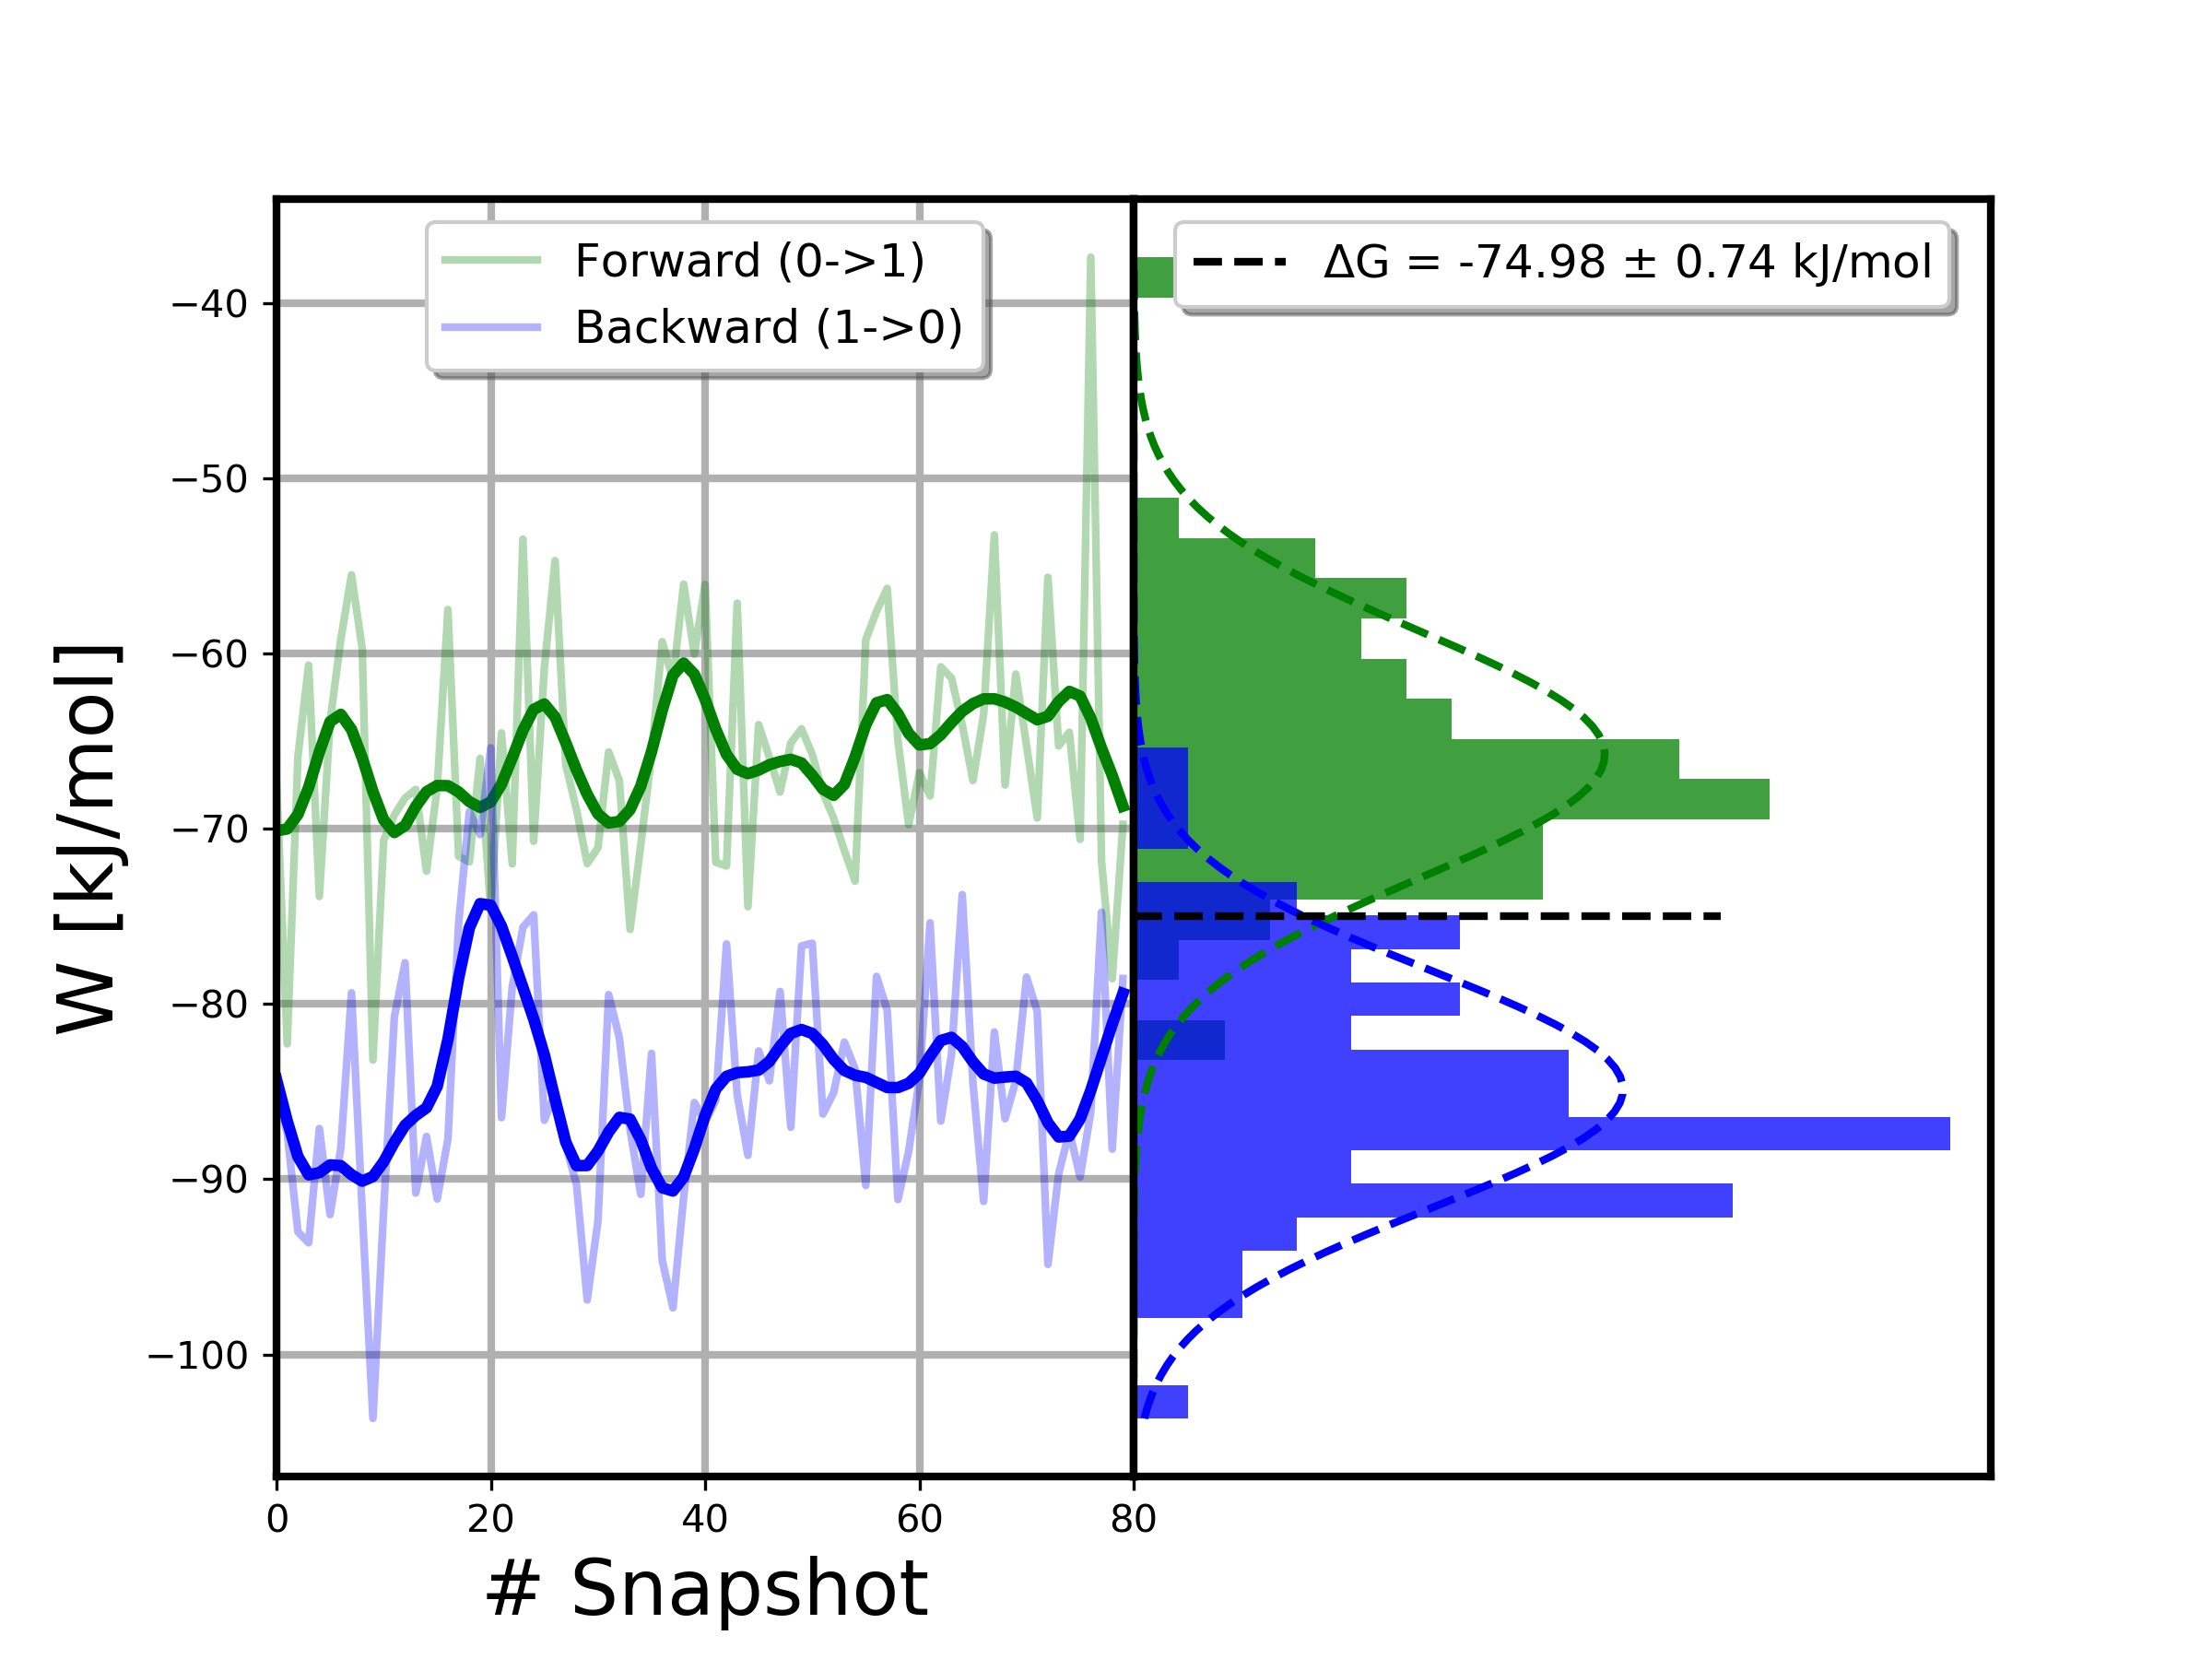 Forward (0->1)
Backward (1->0)
ΔG = -74.98 ± 0.74 kJ/mol
W [kJ/mol]
−40
−50
−60
−70
−80
−90
−100
0 20 40 60 80
# Snapshot